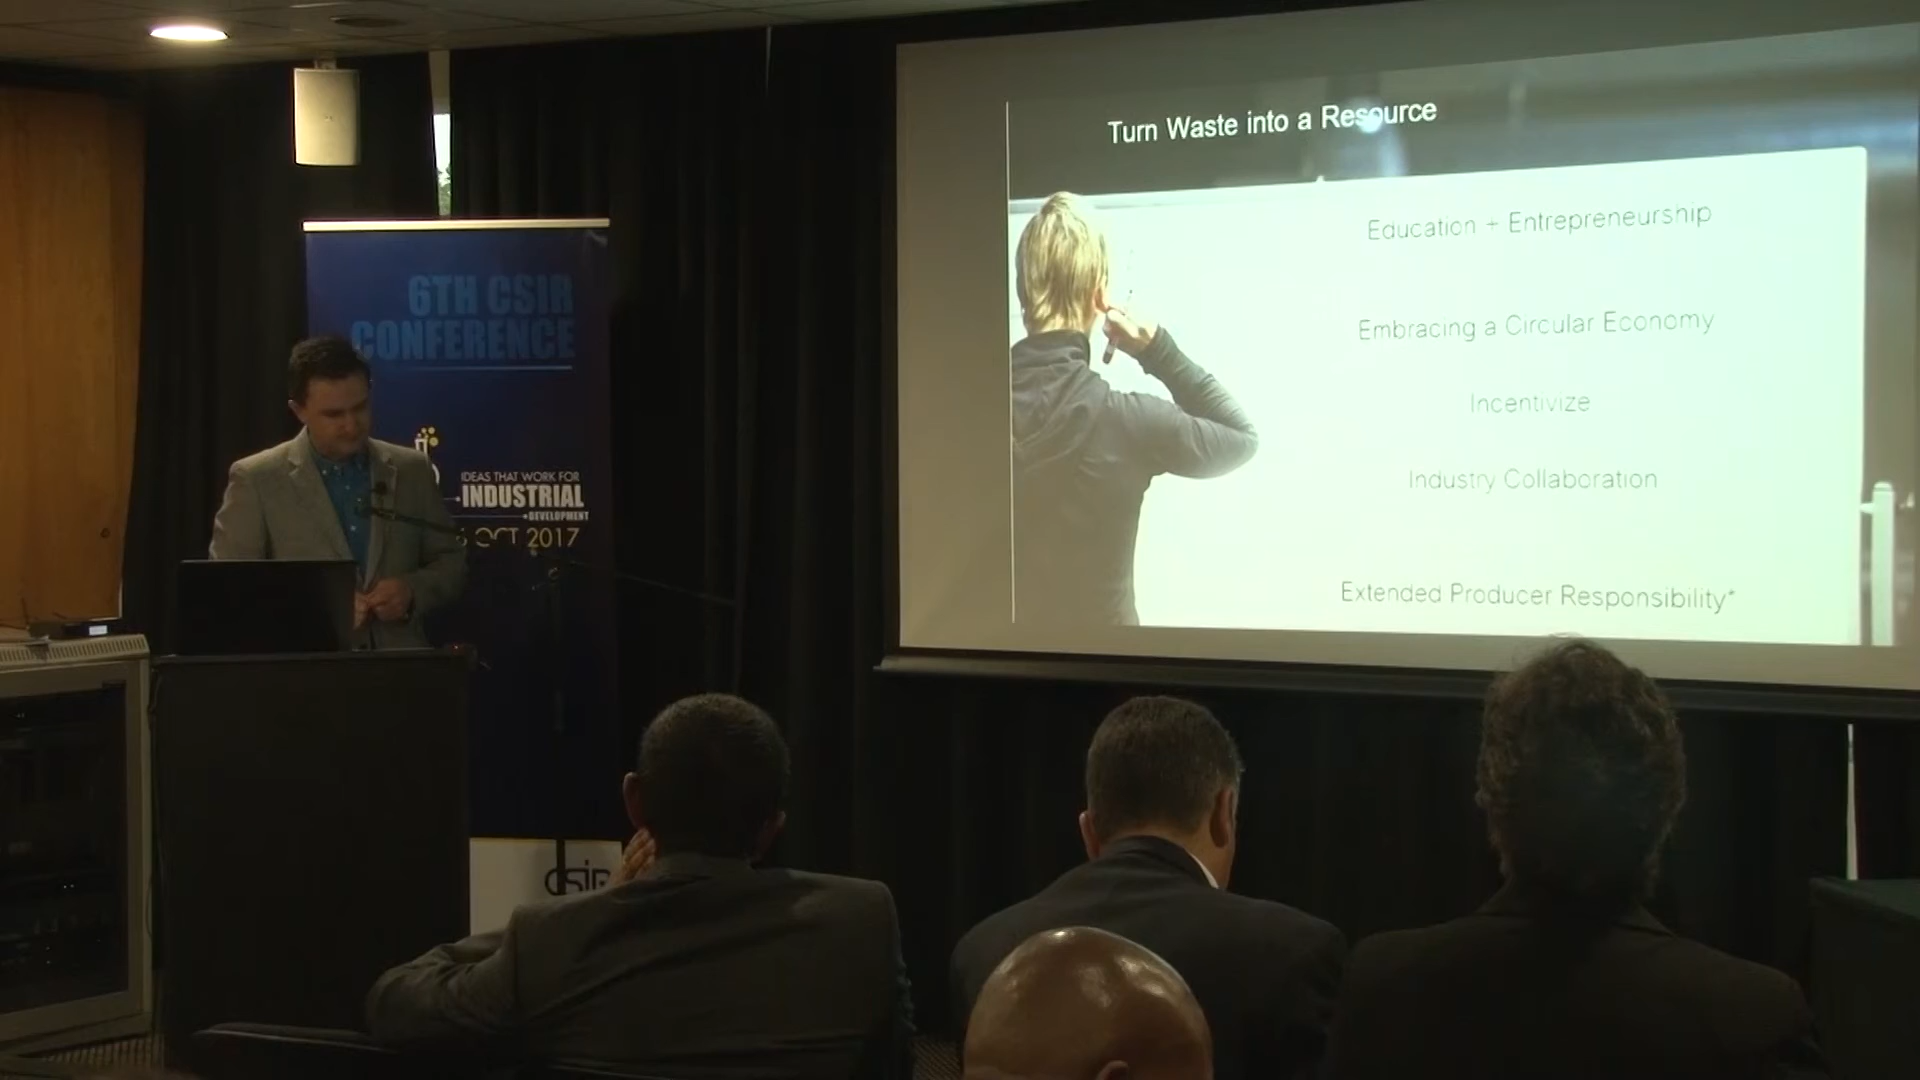 6TH CSIR
CONFERENCE
IDEAS THAT WORK FOR
INDUSTRIAL
DEVELOPMENT
OCT 2017
csir
Turn Waste into a Resource
Education + Entrepreneurship
Embracing a Circular Economy
Incentivize
Industry Collaboration
Extended Producer Responsibility*